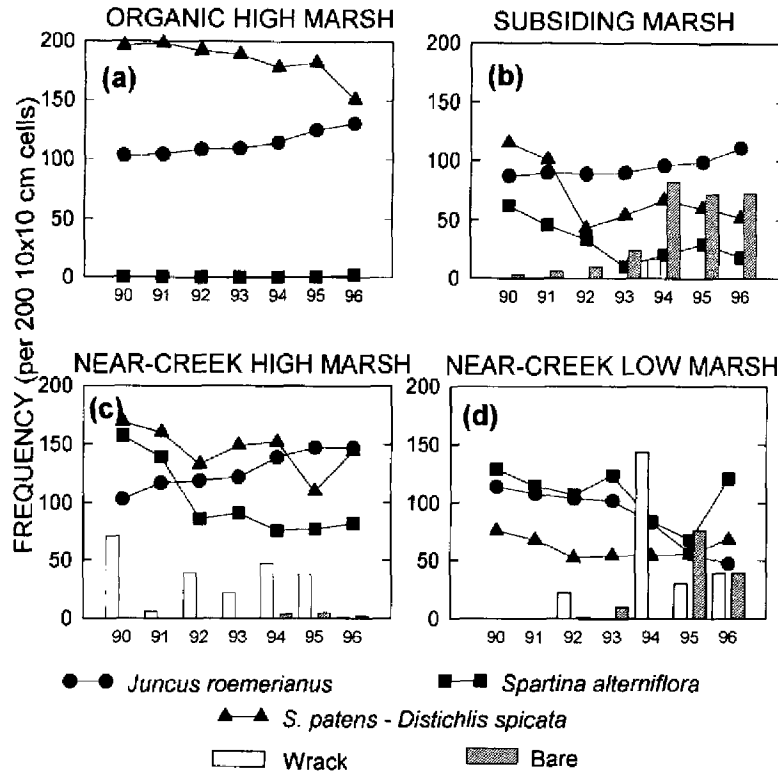 ORGANIC HIGH MARSH
SUBSIDING MARSH
FREQUENCY (per 200 10x10 cm cells)
(a)
200
150
100
50
0
90 91 92 93 94 95 96
(b)
200
150
100
50
0
90 91 92 93 94 95 96
NEAR-CREEK HIGH MARSH
NEAR-CREEK LOW MARSH
(c)
200
150
100
50
0
90 91 92 93 94 95 96
(d)
200
150
100
50
0
90 91 92 93 94 95 96
Juncus roemerianus
Spartina alterniflora
S. patens - Distichlis spicata
Wrack
Bare